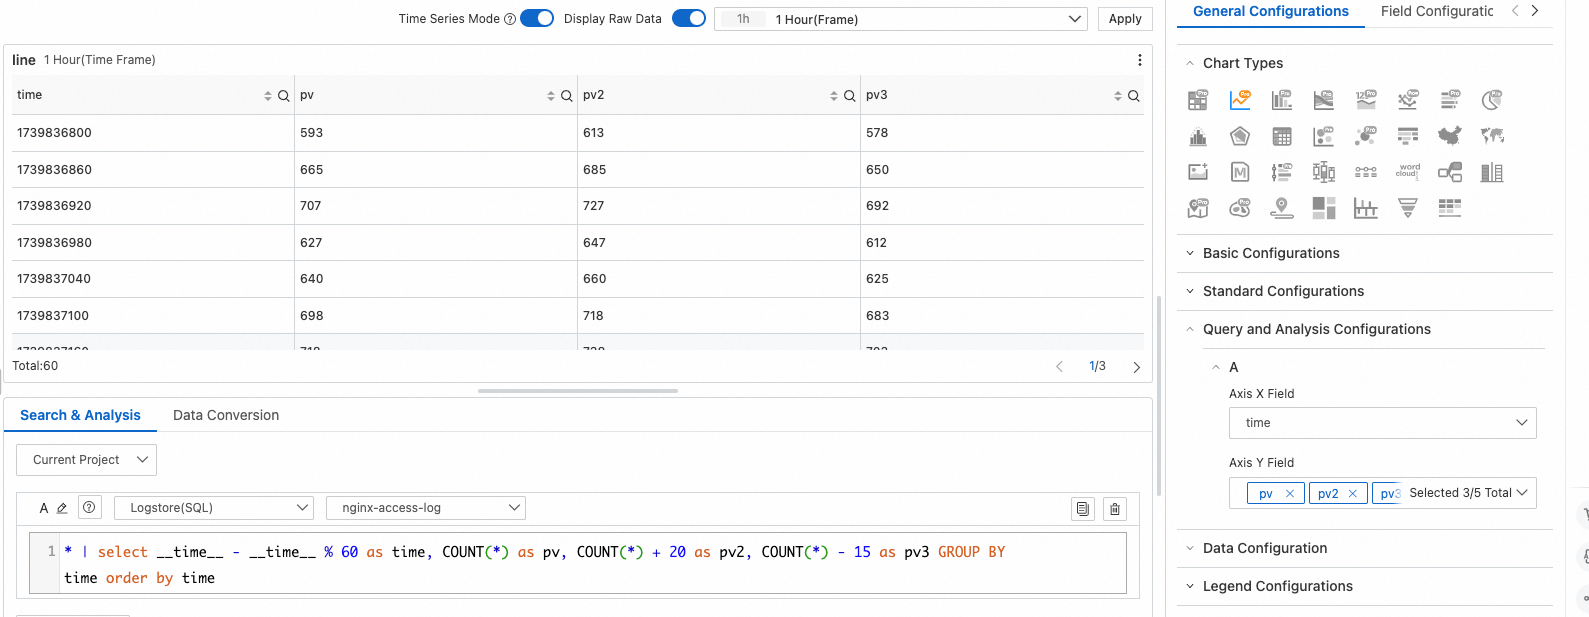 Time Series Mode Display Raw Data 1h 1 Hour(Frame) Apply
General Configurations Field Configuratic
line 1 Hour(Time Frame)
time pv pv2 pv3
1739836800 593 613 578
1739836860 665 685 650
1739836920 707 727 692
1739836980 627 647 612
1739837040 640 660 625
1739837100 698 718 683
Total:60 1/3
Search & Analysis Data Conversion
Current Project
A Logstore(SQL) nginx-access-log
1 * | select __time__ - __time__ % 60 as time, COUNT(*) as pv, COUNT(*) + 20 as pv2, COUNT(*) - 15 as pv3 GROUP BY
time order by time
Chart Types
word
cloud
Basic Configurations
Standard Configurations
Query and Analysis Configurations
A
Axis X Field
time
Axis Y Field
pv × pv2 × pv3 Selected 3/5 Total
Data Configuration
Legend Configurations